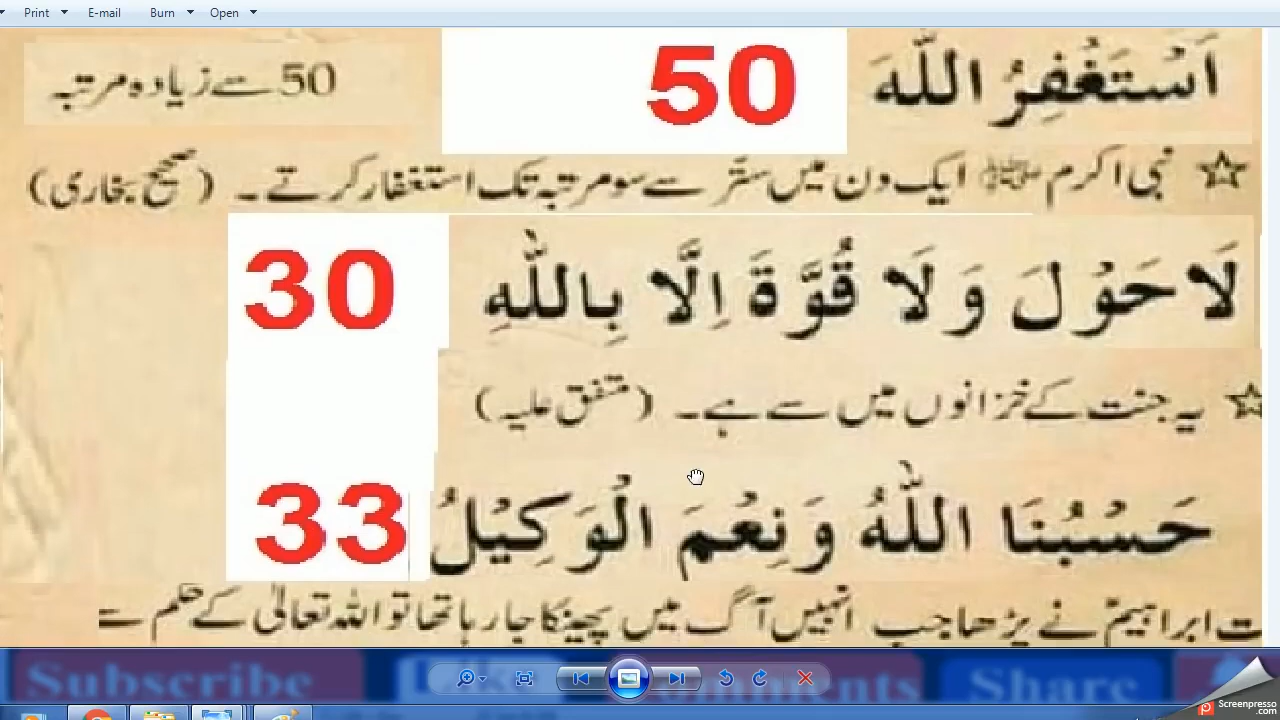 Print E-mail Burn Open
اَسْتَغْفِرُ اللّٰهَ 50 50 سے زیادہ مرتبہ
نبی اکرم ﷺ ایک دن میں ستّر سے سو مرتبہ تک استغفار کرتے ۔ (صحیح بخاری)
لَا حَوْلَ وَلَا قُوَّةَ اِلَّا بِاللّٰهِ 30
یہ جنت کے خزانوں میں سے ہے۔ (متفق علیہ)
حَسْبُنَا اللّٰهُ وَنِعْمَ الْوَكِيْلُ 33
ت ابراہیمؑ نے پڑھا جب انہیں آگ میں پھینکا جا رہا تھا تو اللہ تعالیٰ کے حکم سے
Subscribe Share
Screenpresso
.com